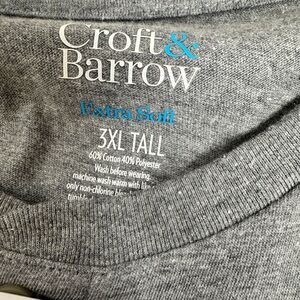 Croft&
Barrow
Extra Soft
3XL TALL
60% Cotton 40% Polyester
Wash before wearing,
machine wash warm with
only non-chlorine